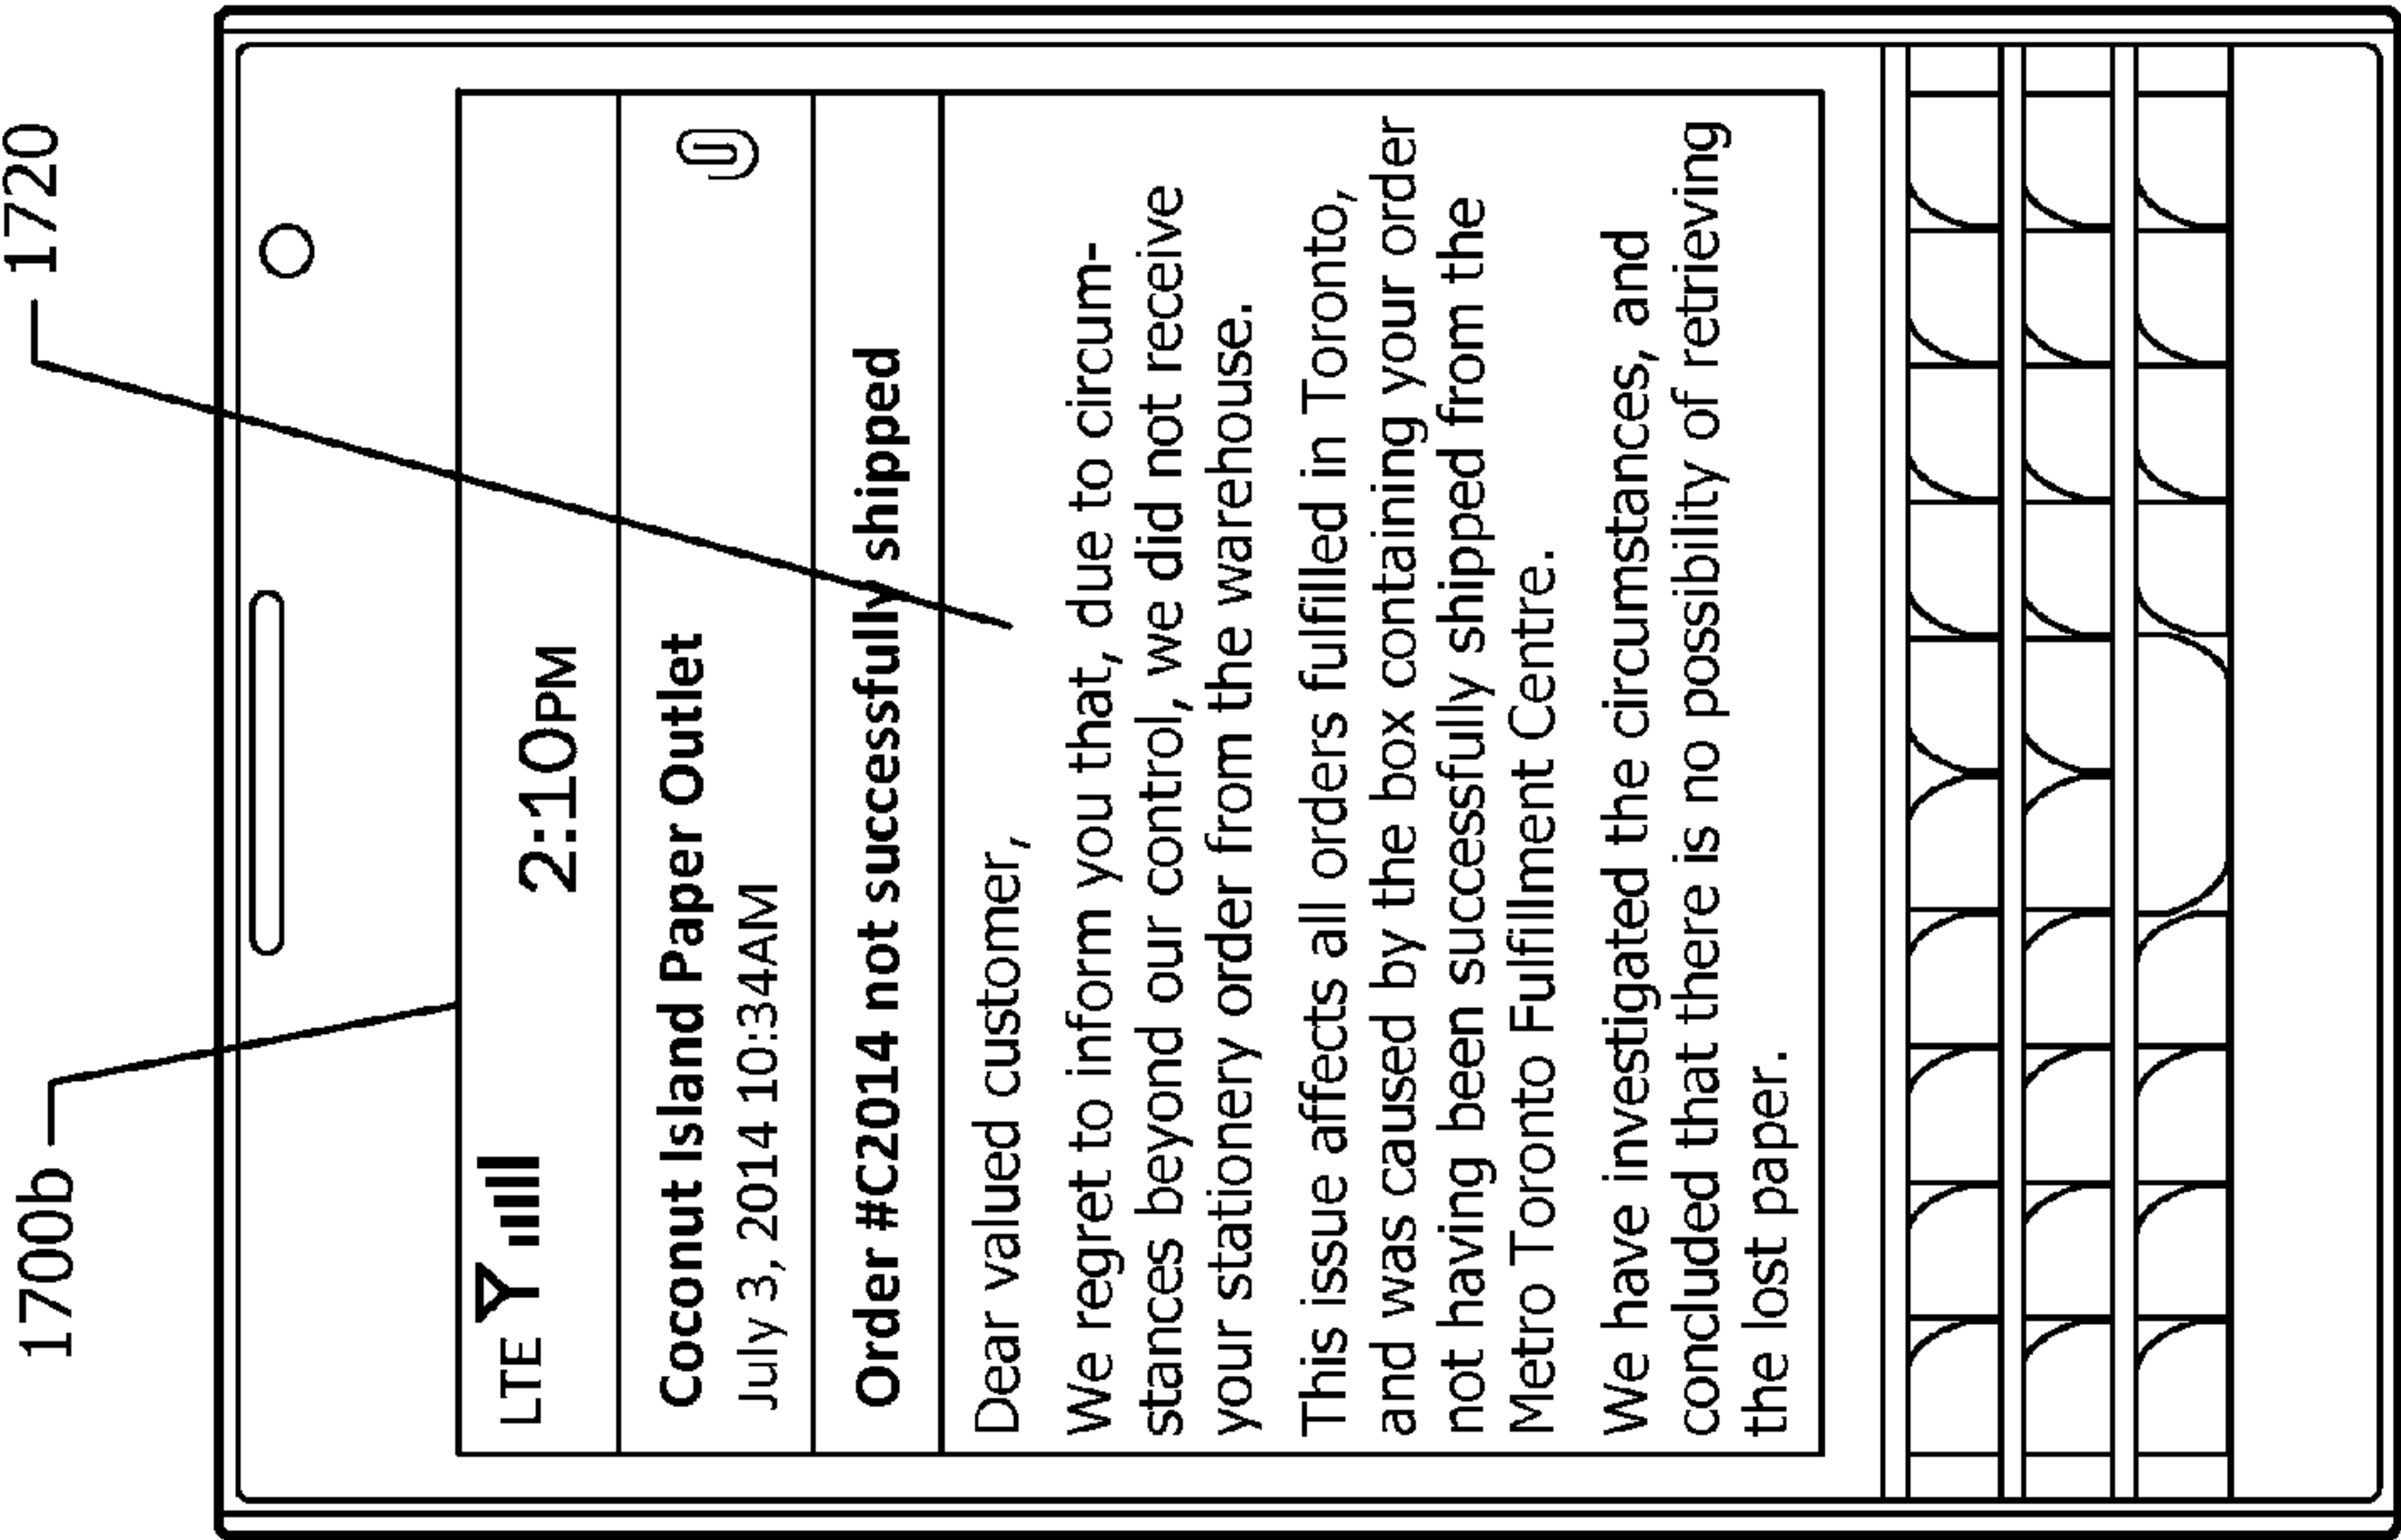 1700b
1720
LTE
2:10PM
Coconut Island Paper Outlet
July 3, 2014 10:34AM
Order #C2014 not successfully shipped
Dear valued customer,
We regret to inform you that, due to circum-
stances beyond our control, we did not receive
your stationery order from the warehouse.
This issue affects all orders fulfilled in Toronto,
and was caused by the box containing your order
not having been successfully shipped from the
Metro Toronto Fulfillment Centre.
We have investigated the circumstances, and
concluded that there is no possibility of retrieving
the lost paper.